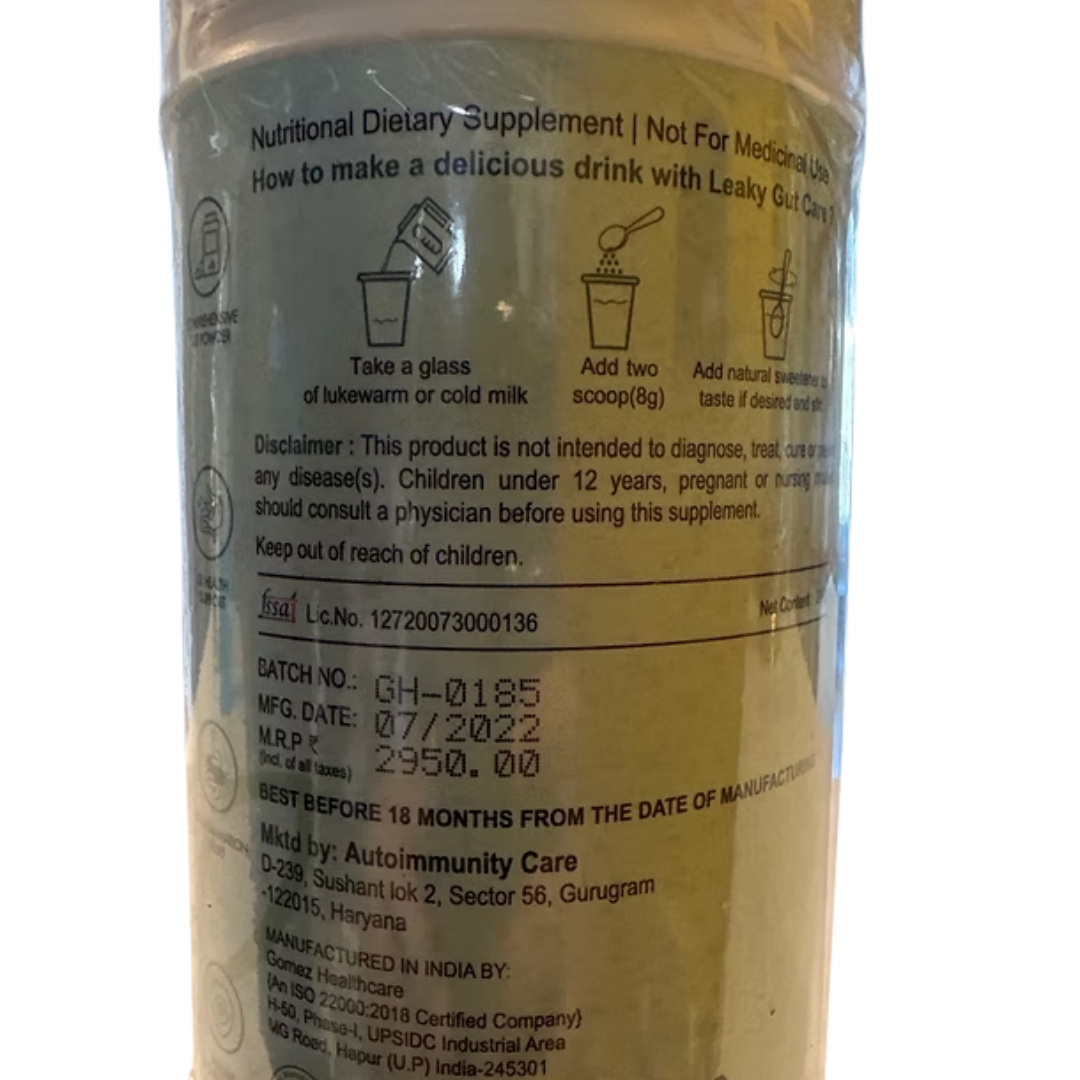 Nutritional Dietary Supplement | Not For Medicinal Use
How to make a delicious drink with Leaky Gut Care ?
Take a glass
of lukewarm or cold milk
Add two
scoop(8g)
Add natural sweetener to
taste if desired and stir
Disclaimer : This product is not intended to diagnose, treat, cure or
any disease(s). Children under 12 years, pregnant or nursing
should consult a physician before using this supplement.
Keep out of reach of children.
fssai Lic.No. 12720073000136
Net Content
BATCH NO.: GH-0185
MFG. DATE: 07/2022
M.R.P ₹ 2950.00
(Incl. of all taxes)
BEST BEFORE 18 MONTHS FROM THE DATE OF MANUFACTURING
Mktd by: Autoimmunity Care
D-239, Sushant lok 2, Sector 56, Gurugram
-122015, Haryana
MANUFACTURED IN INDIA BY:
Gomez Healthcare
{An ISO 22000:2018 Certified Company}
H-50, Phase-I, UPSIDC Industrial Area
MG Road, Hapur (U.P) India-245301